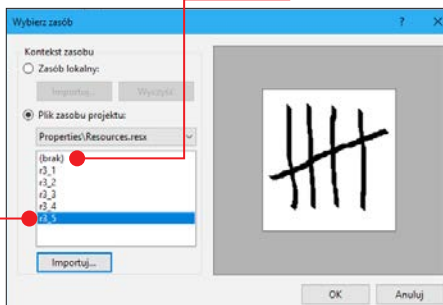 Wybierz zasób
Kontekst zasobu
Zasób lokalny:
Importuj... Wyczyść
Plik zasobu projektu:
Properties\Resources.resx
(brak)
r3_1
r3_2
r3_3
r3_4
r3_5
Importuj...
OK Anuluj